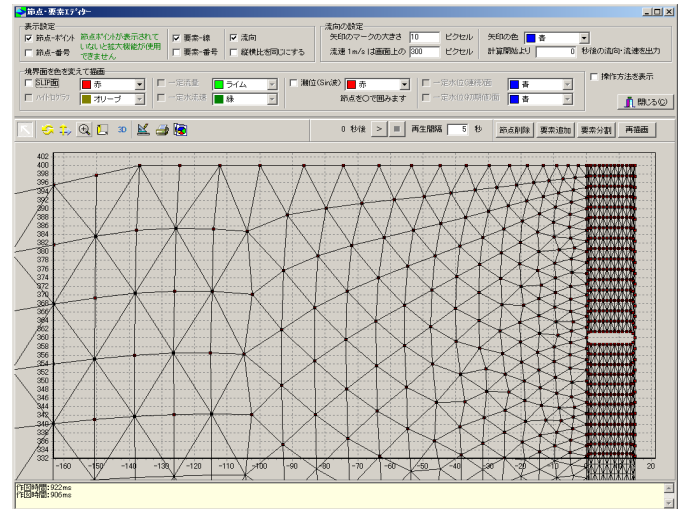 節点・要素エディター
表示設定
節点-ポイント
節点ポイントが表示されて
いないと拡大機能が使用
できません
節点-番号
要素-線
要素-番号
流向
縦横比を同じにする
流向の設定
矢印のマークの大きさ 10 ピクセル
流速 1m/s は画面上の 300 ピクセル
矢印の色 青
計算開始より 0 秒後の流向・流速を出力
境界面を色を変えて描画
SLIP面 赤
ハイドログラフ オリーブ
一定流量 ライム
一定水流速 緑
潮位(Sin波) 赤
節点を○で囲みます
青
青
操作方法を表示
閉じる(C)
3D
0 秒後 > 再生間隔 5 秒
節点削除 要素追加 要素分割 再描画
402
400
398
396
394
392
390
388
386
384
382
380
378
376
374
372
370
368
366
364
362
360
358
356
354
352
350
348
346
344
342
340
338
336
334
332
-160 -150 -140 -130 -120 -110 -100 -90 -80 -70 -60 -50 -40 -30 -20 -10 20
作図時間:922ms
作図時間:906ms